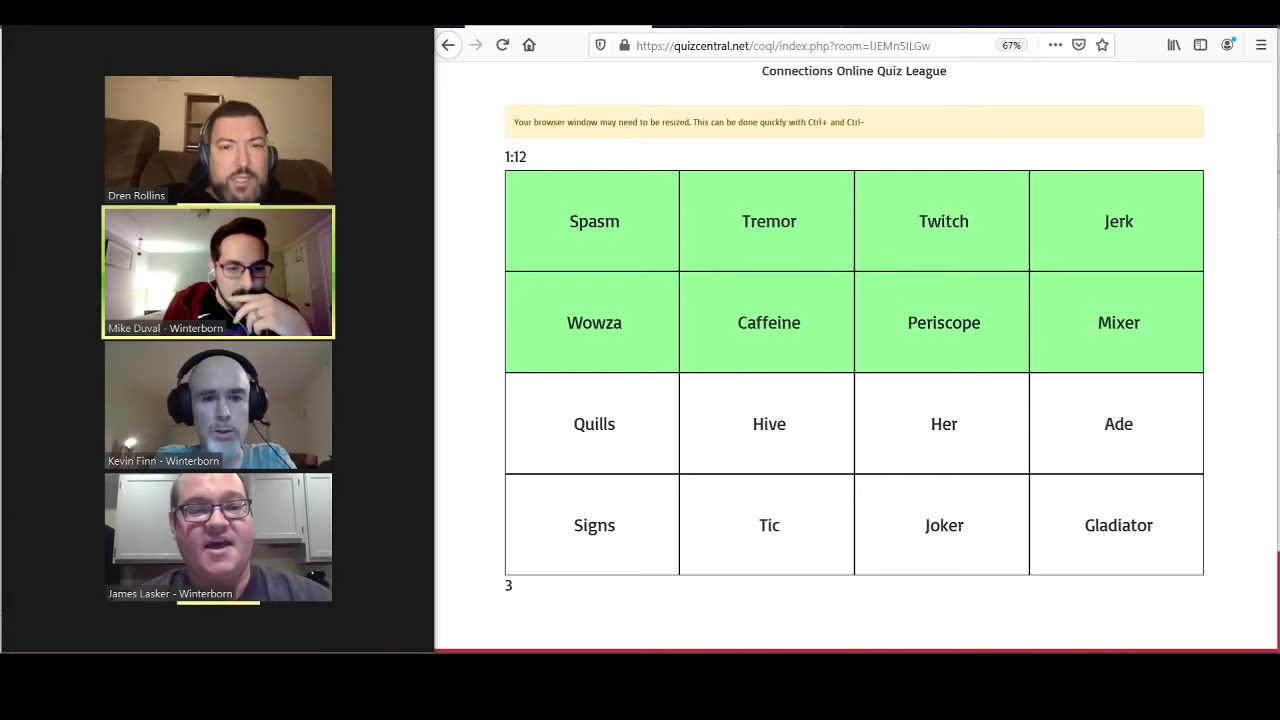 https://quizcentral.net/coql/index.php?room=lJEMn5ILGw
67%
Connections Online Quiz League
Your browser window may need to be resized. This can be done quickly with Ctrl+ and Ctrl-
1:12
Spasm Tremor Twitch Jerk
Wowza Caffeine Periscope Mixer
Quills Hive Her Ade
Signs Tic Joker Gladiator
3
Dren Rollins
Mike Duval - Winterborn
Kevin Finn - Winterborn
James Lasker - Winterborn